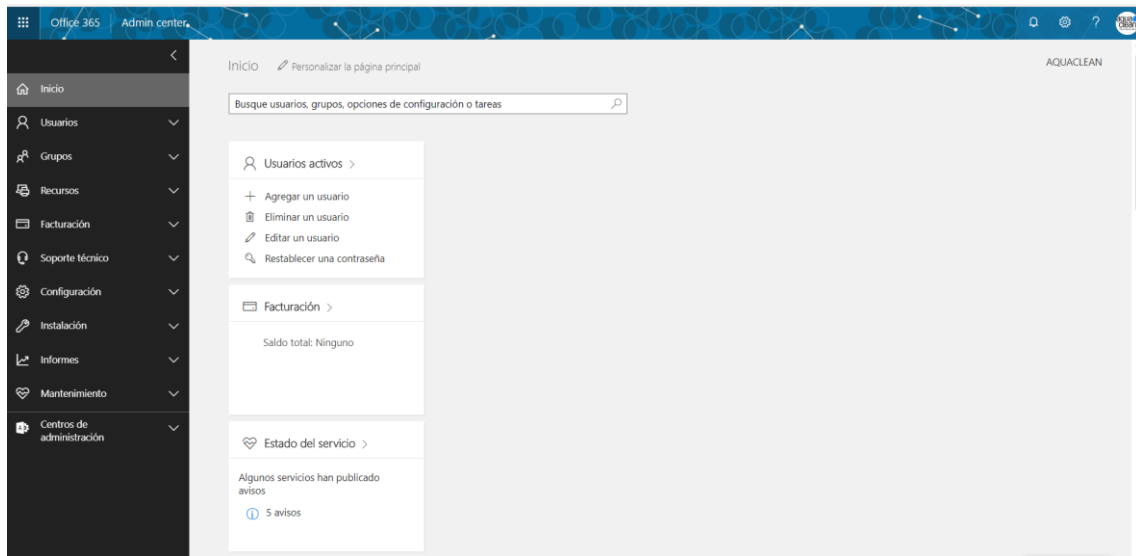 Office 365
Admin center
?
aqua
clean
Inicio
Personalizar la página principal
AQUACLEAN
Busque usuarios, grupos, opciones de configuración o tareas
Inicio
Usuarios
Grupos
Recursos
Facturación
Soporte técnico
Configuración
Instalación
Informes
Mantenimiento
Centros de
administración
Usuarios activos
Agregar un usuario
Eliminar un usuario
Editar un usuario
Restablecer una contraseña
Facturación
Saldo total: Ninguno
Estado del servicio
Algunos servicios han publicado
avisos
5 avisos